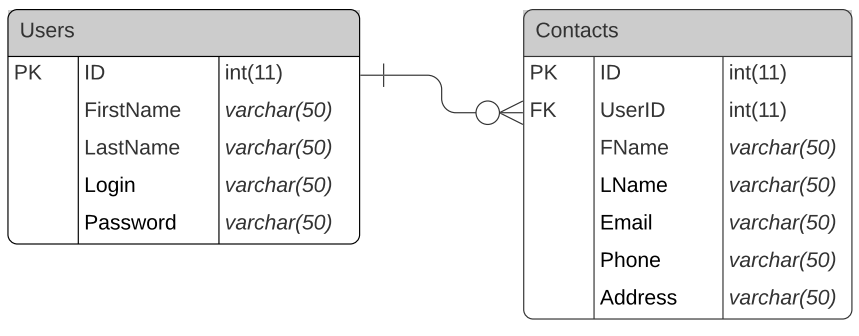 Users
PK ID int(11)
FirstName varchar(50)
LastName varchar(50)
Login varchar(50)
Password varchar(50)
Contacts
PK ID int(11)
FK UserID int(11)
FName varchar(50)
LName varchar(50)
Email varchar(50)
Phone varchar(50)
Address varchar(50)